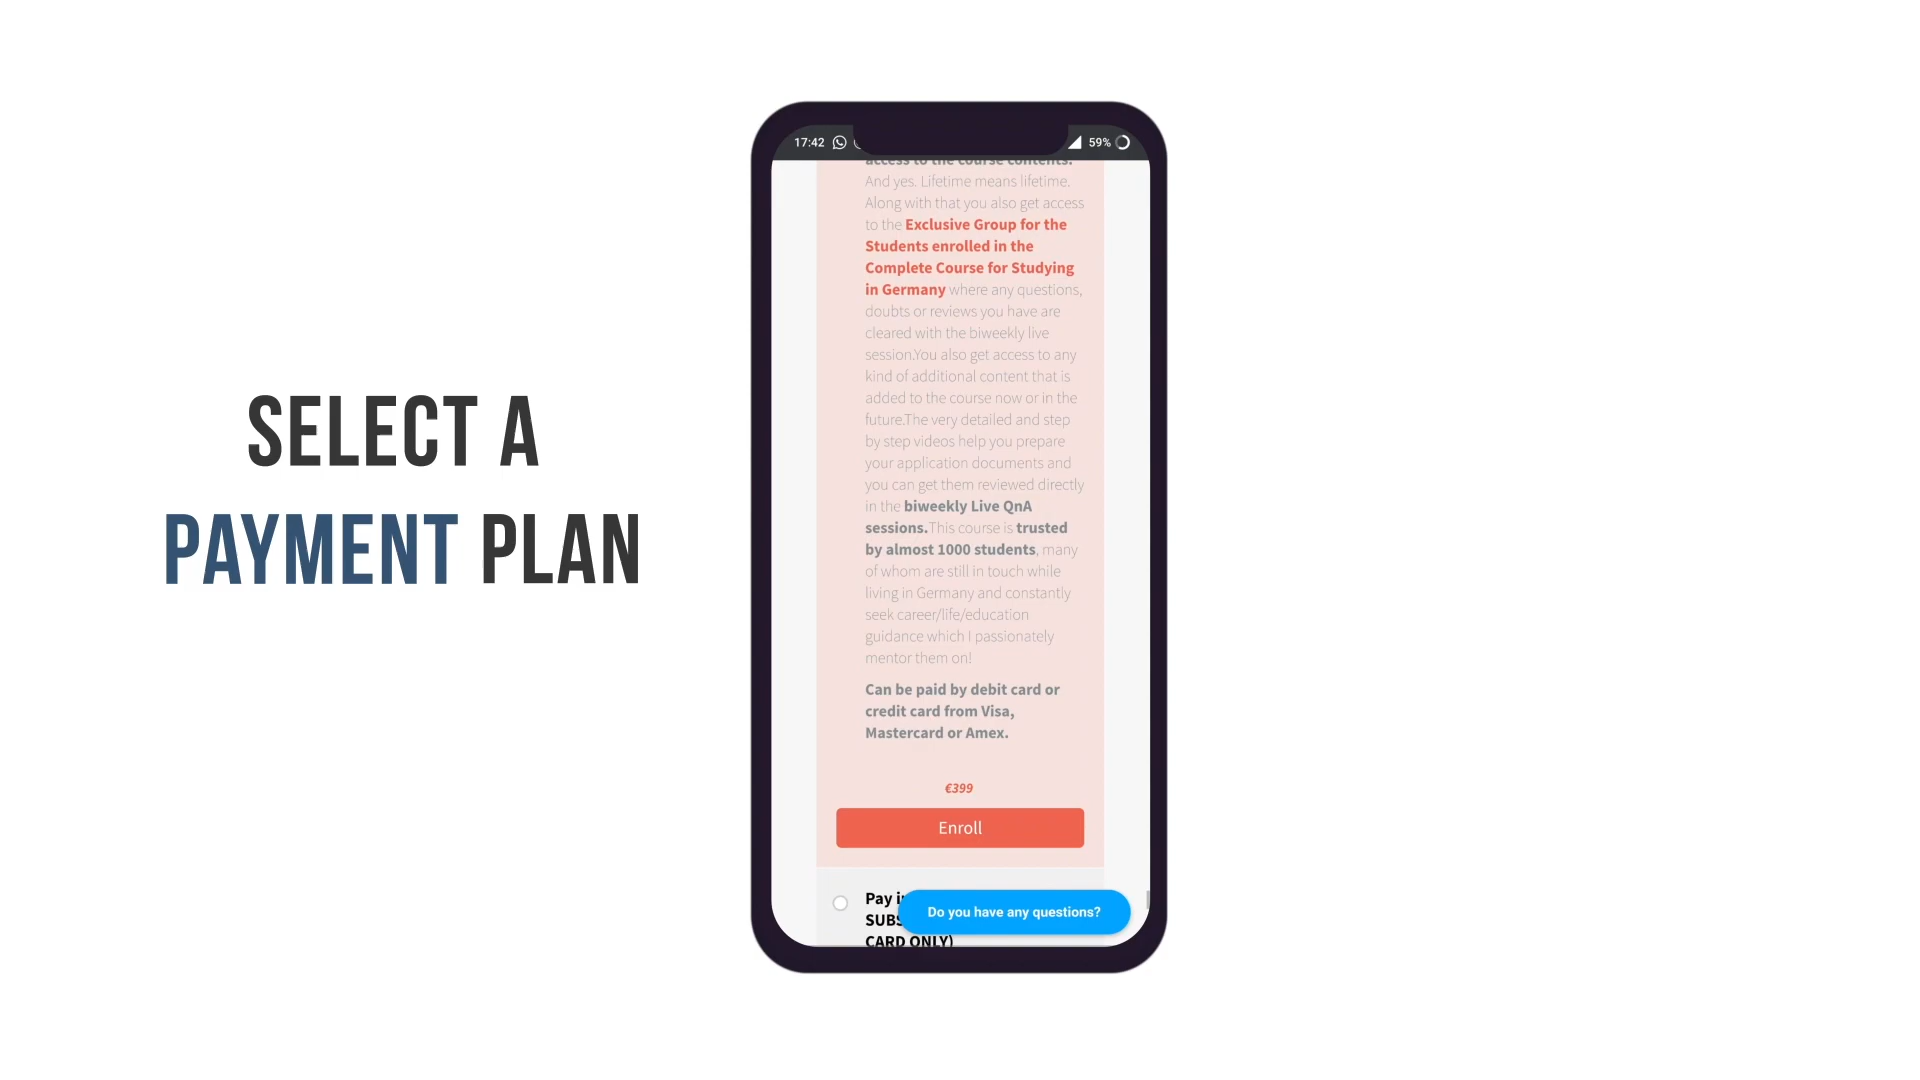 SELECT A
PAYMENT PLAN
17:42
59%
access to the course contents.
And yes. Lifetime means lifetime.
Along with that you also get access
to the Exclusive Group for the
Students enrolled in the
Complete Course for Studying
in Germany where any questions,
doubts or reviews you have are
cleared with the biweekly live
session.You also get access to any
kind of additional content that is
added to the course now or in the
future.The very detailed and step
by step videos help you prepare
your application documents and
you can get them reviewed directly
in the biweekly Live QnA
sessions.This course is trusted
by almost 1000 students, many
of whom are still in touch while
living in Germany and constantly
seek career/life/education
guidance which I passionately
mentor them on!
Can be paid by debit card or
credit card from Visa,
Mastercard or Amex.
€399
Enroll
Pay
Do you have any questions?
CARD ONLY)